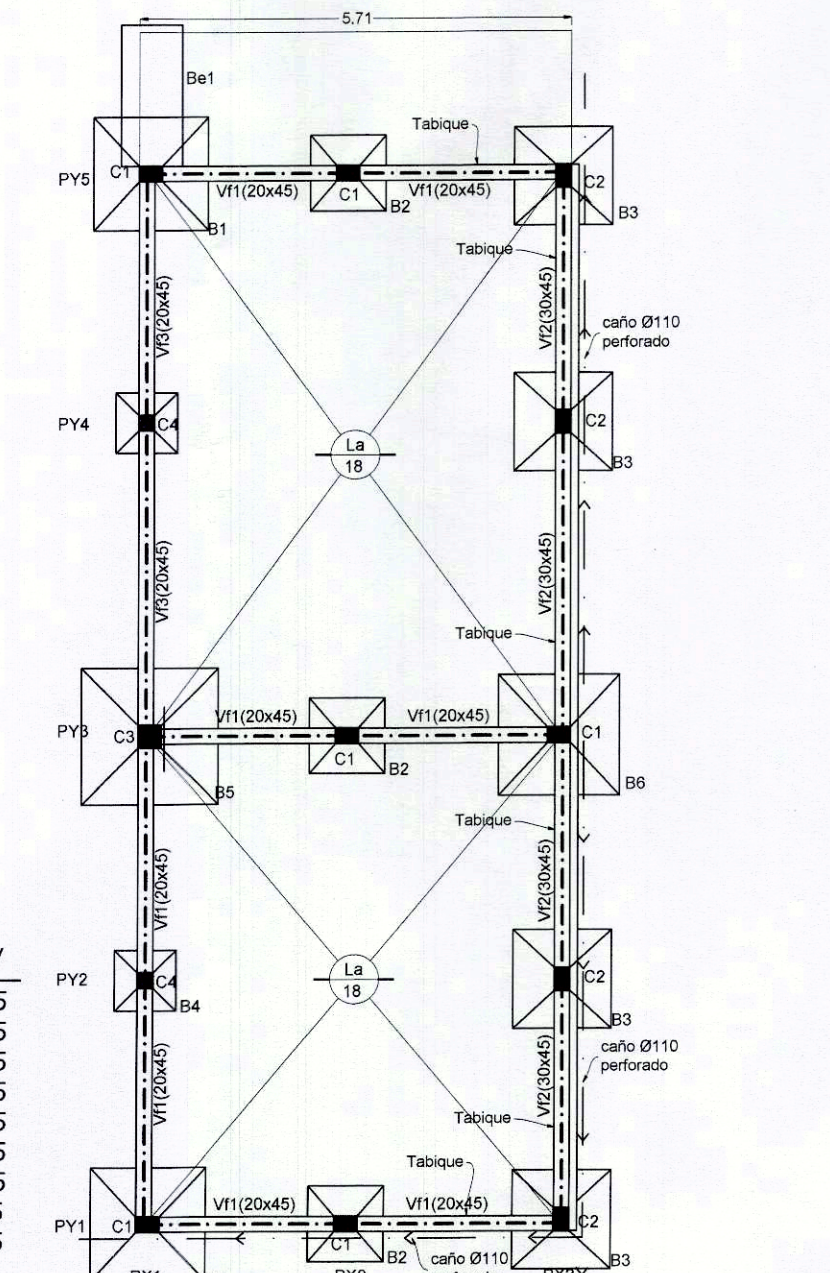 5.71
Be1
Tabique
PY5
C1
C1
C2
Vf1(20x45)
Vf1(20x45)
B2
B3
B1
Tabique
Vf3(20x45)
Vf2(30x45)
caño Ø110
perforado
PY4
C4
C2
La
18
B3
Vf3(20x45)
Vf2(30x45)
Tabique
Vf1(20x45)
Vf1(20x45)
PY3
C3
C1
C1
B2
B5
B6
Tabique
Vf1(20x45)
Vf2(30x45)
PY2
C4
La
18
C2
B4
B3
caño Ø110
perforado
Vf1(20x45)
Vf2(30x45)
Tabique
Tabique
Vf1(20x45)
Vf1(20x45)
PY1
C1
C1
C2
B2
caño Ø110
B3